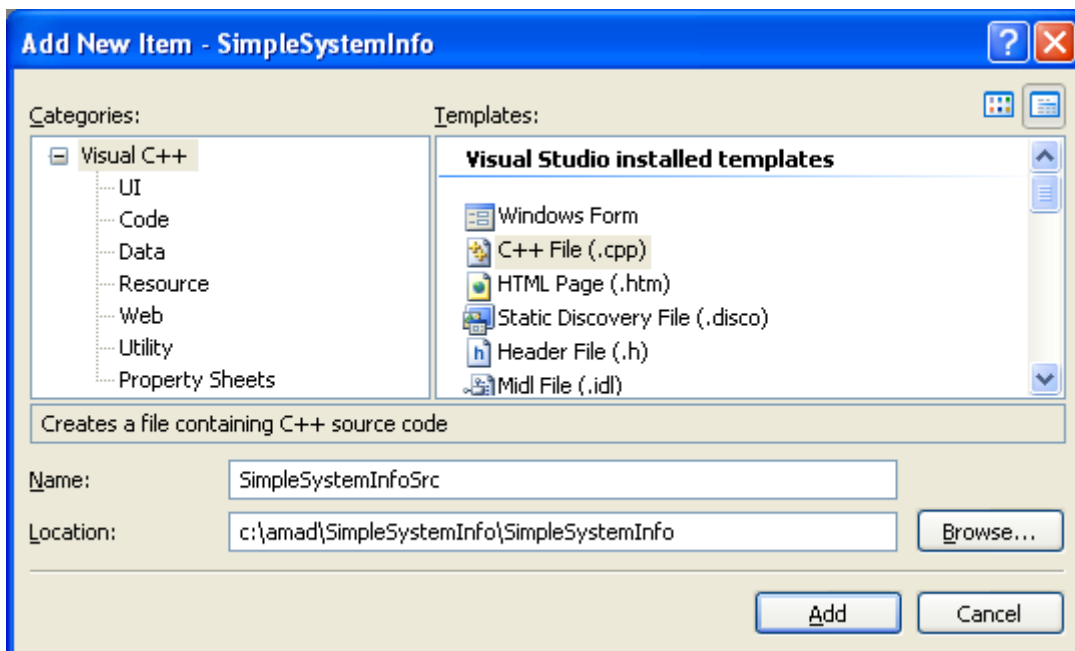 Add New Item - SimpleSystemInfo
Categories:
Templates:
Visual C++
UI
Code
Data
Resource
Web
Utility
Property Sheets
Visual Studio installed templates
Windows Form
C++ File (.cpp)
HTML Page (.htm)
Static Discovery File (.disco)
Header File (.h)
Midl File (.idl)
Creates a file containing C++ source code
Name:
SimpleSystemInfoSrc
Location:
c:\amad\SimpleSystemInfo\SimpleSystemInfo
Browse...
Add
Cancel